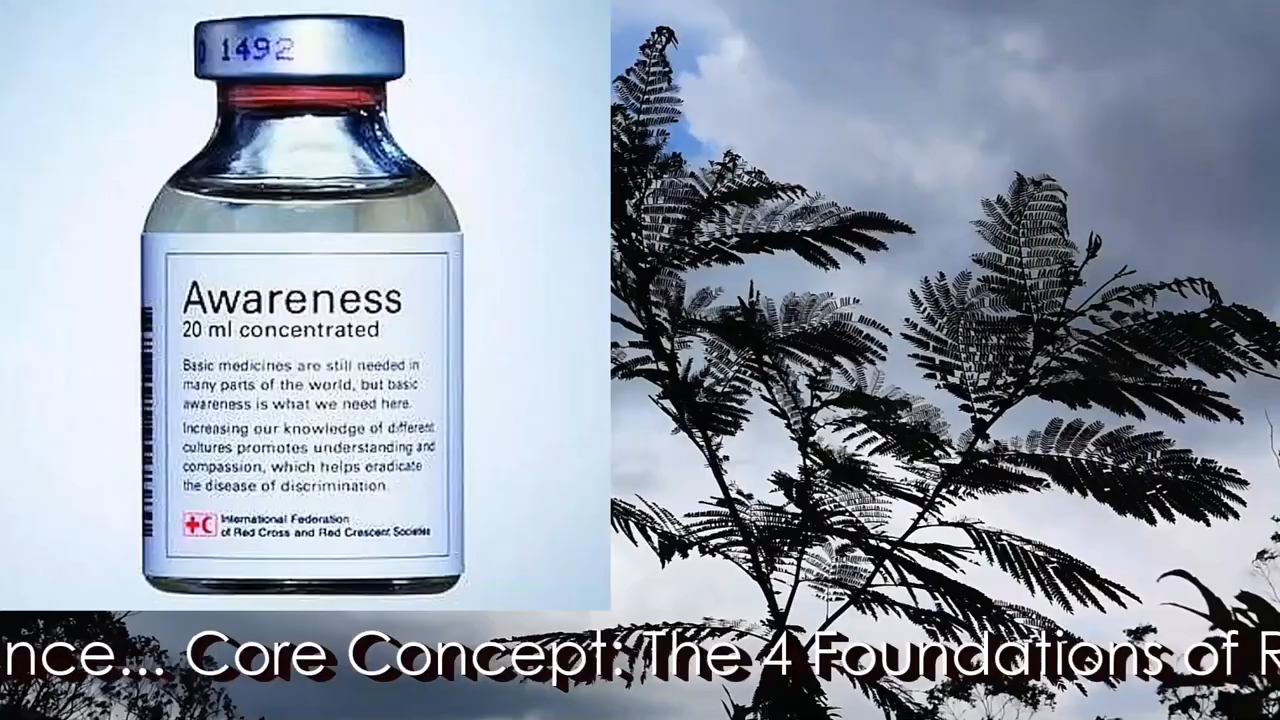 1492
Awareness
20 ml concentrated
Basic medicines are still needed in
many parts of the world, but basic
awareness is what we need here.
Increasing our knowledge of different
cultures promotes understanding and
compassion, which helps eradicate
the disease of discrimination.
International Federation
of Red Cross and Red Crescent Societies
nce... Core Concept: The 4 Foundations of R